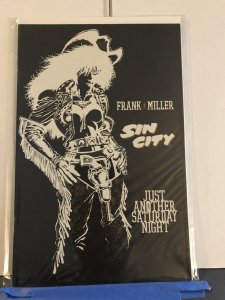 FRANK MILLER
SIN
CITY
JUST
ANOTHER
SATURDAY
NIGHT